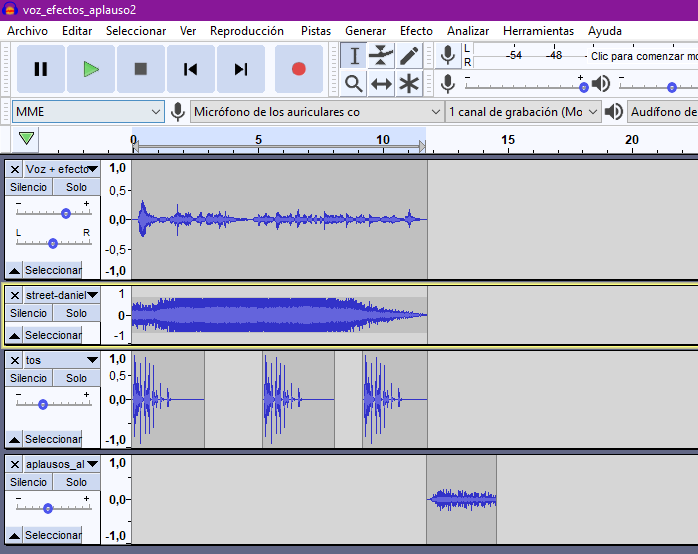 voz_efectos_aplauso2
Archivo Editar Seleccionar Ver Reproducción Pistas Generar Efecto Analizar Herramientas Ayuda
L
R
-54 -48 Clic para comenzar mo
- + -
MME Micrófono de los auriculares co 1 canal de grabación (Mo Audífono de
0 5 10 15 20
X Voz + efecto 1,0
Silencio Solo
0,5
- +
0,0
L R
-0,5
Seleccionar -1,0
X street-daniel 1
Silencio Solo 0
Seleccionar -1
X tos 1,0
Silencio Solo 0,5
- +
0,0
Seleccionar -1,0
X aplausos_al 1,0
Silencio Solo
- +
0,0
Seleccionar -1,0